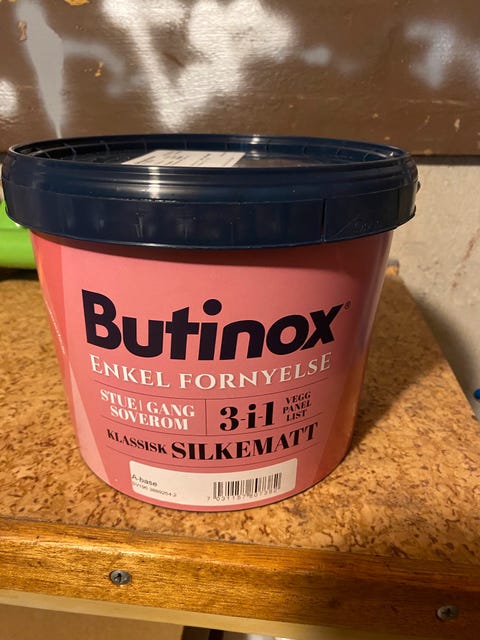 Butinox®
ENKEL FORNYELSE
STUE | GANG
SOVEROM
3-i-1
VEGG
PANEL
LIST
KLASSISK SILKEMATT
A-base